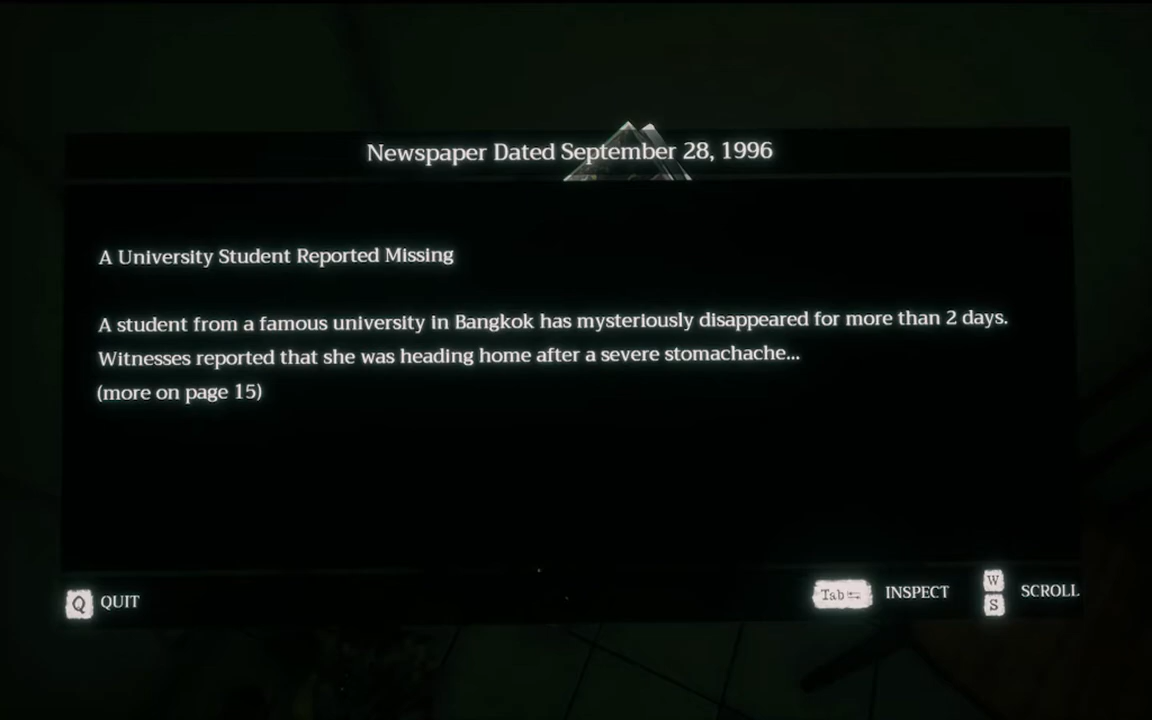 Newspaper Dated September 28, 1996
A University Student Reported Missing
A student from a famous university in Bangkok has mysteriously disappeared for more than 2 days.
Witnesses reported that she was heading home after a severe stomachache...
(more on page 15)
Q QUIT
Tab INSPECT
W
S SCROLL